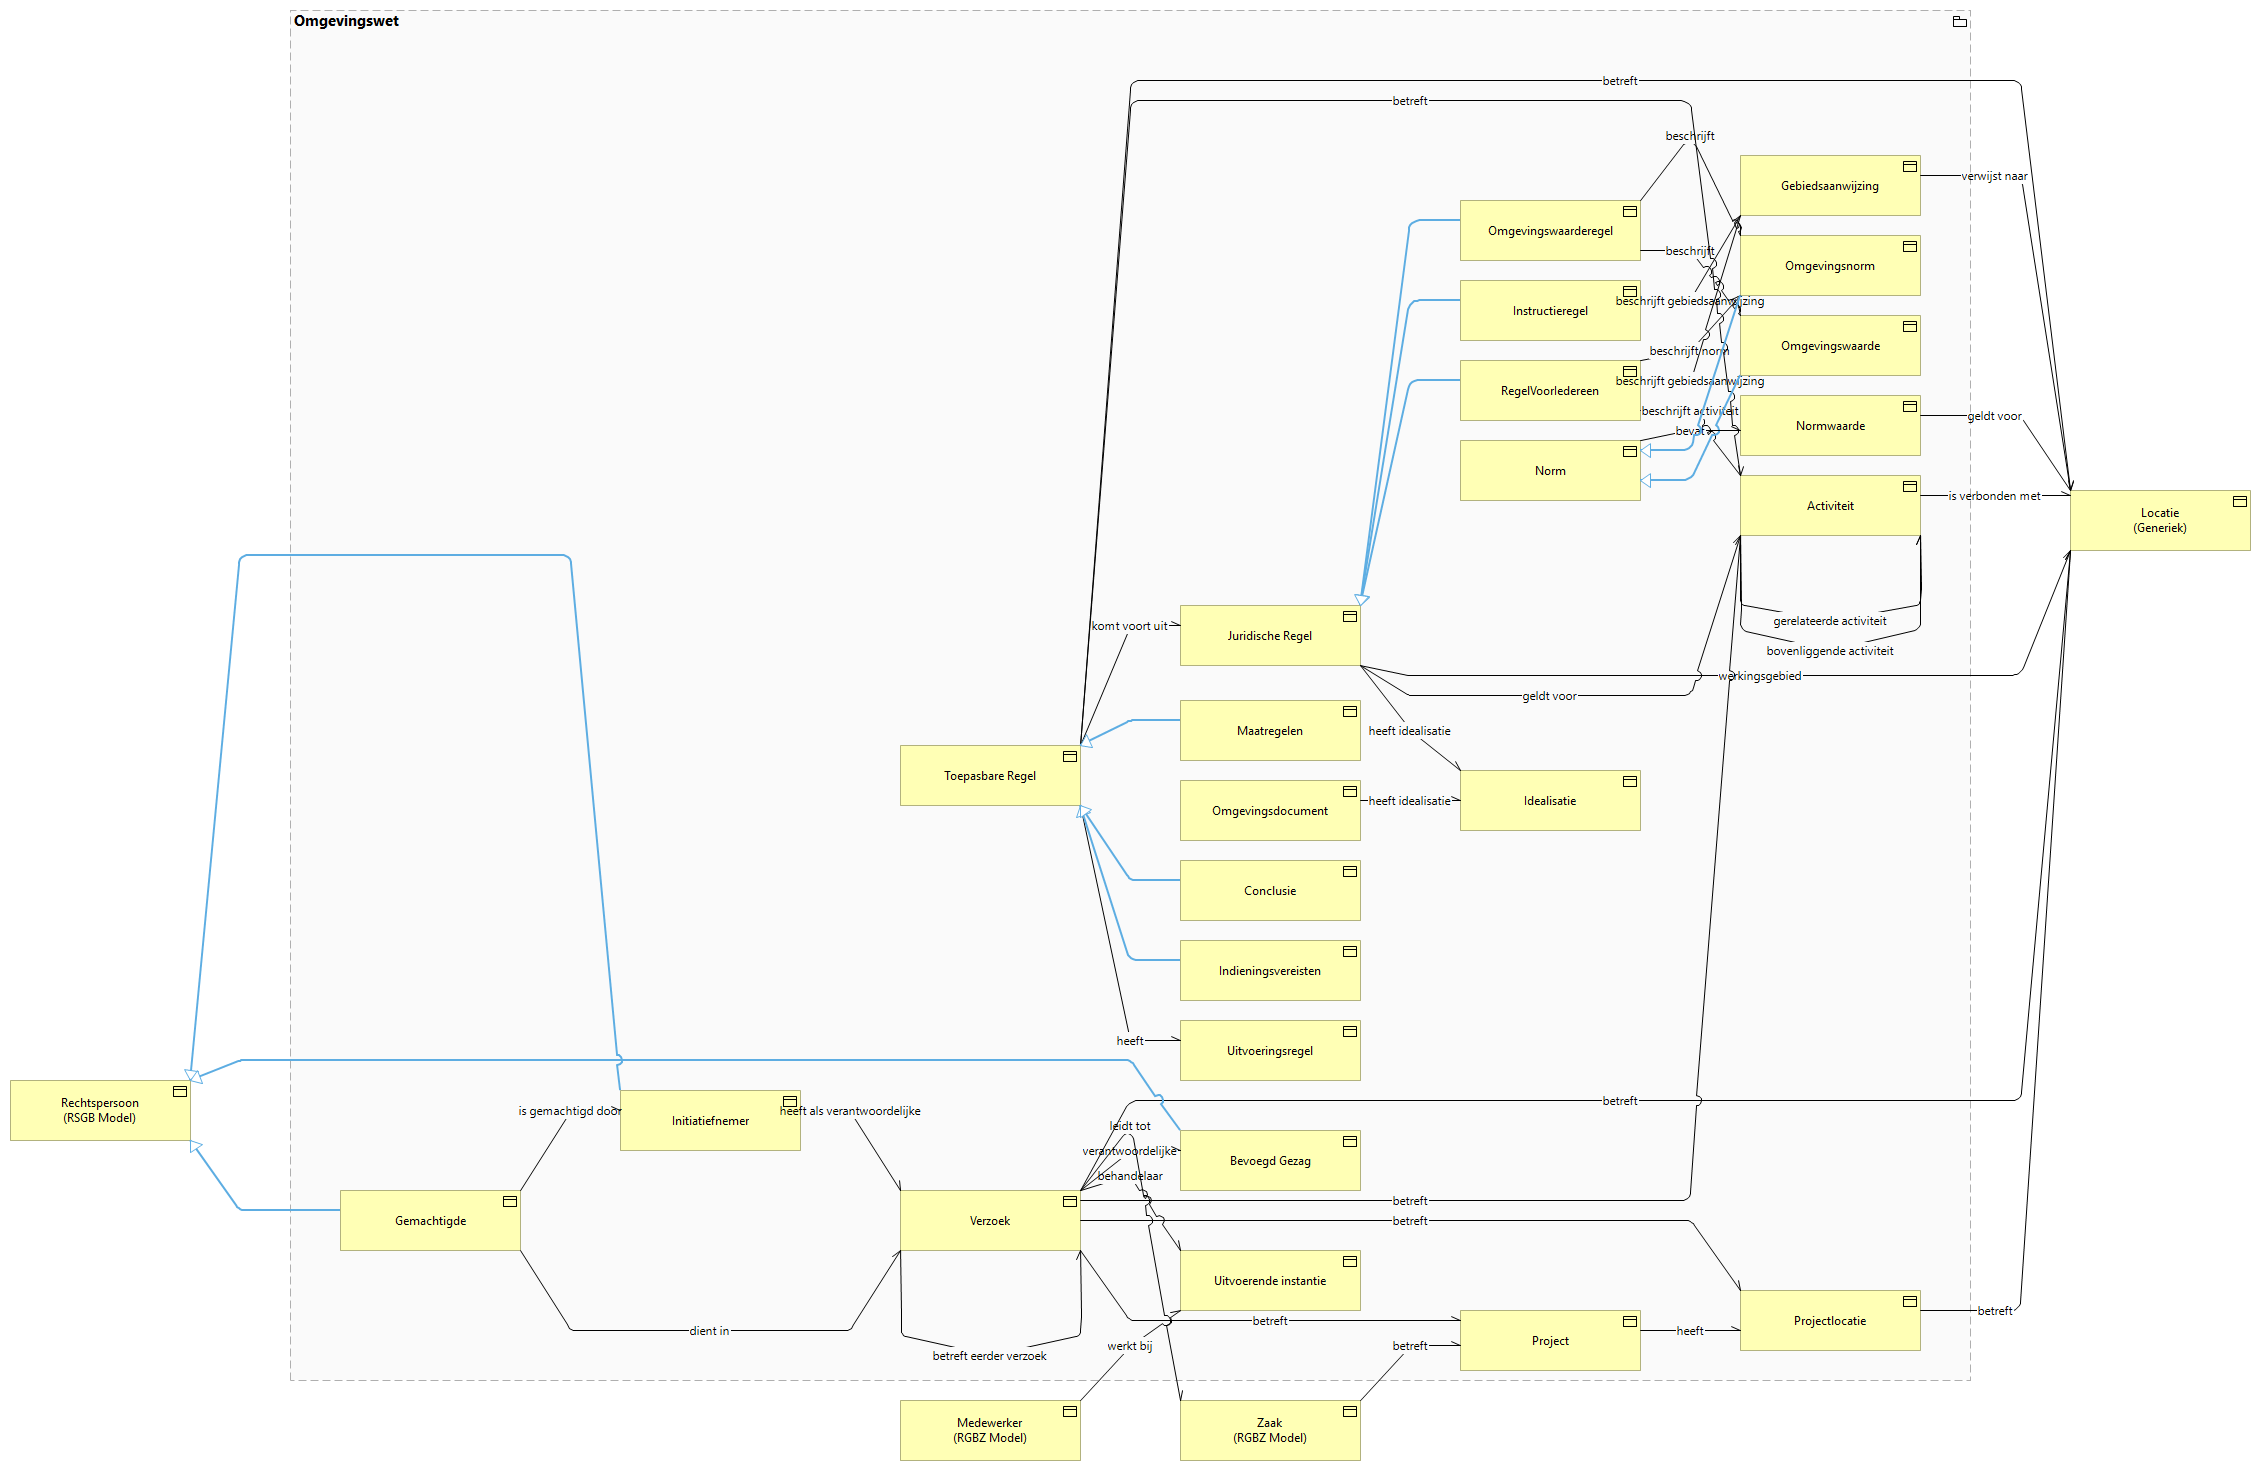 Omgevingswet
betreft
betreft
beschrijft
Gebiedsaanwijzing
verwijst naar
Omgevingswaarderegel
beschrijft
Omgevingsnorm
beschrijft gebiedsaanwijzing
Instructieregel
Omgevingswaarde
beschrijft norm
beschrijft gebiedsaanwijzing
RegelVoorIedereen
beschrijft activiteit
geldt voor
Normwaarde
bevat
Norm
is verbonden met
Activiteit
Locatie
(Generiek)
gerelateerde activiteit
komt voort uit
Juridische Regel
bovenliggende activiteit
werkingsgebied
geldt voor
Maatregelen
heeft idealisatie
Toepasbare Regel
heeft idealisatie
Idealisatie
Omgevingsdocument
Conclusie
Indieningsvereisten
heeft
Uitvoeringsregel
Rechtspersoon
(RSGB Model)
betreft
is gemachtigd door
Initiatiefnemer
heeft als verantwoordelijke
leidt tot
verantwoordelijke
Bevoegd Gezag
behandelaar
betreft
Gemachtigde
Verzoek
betreft
Uitvoerende instantie
betreft
betreft
Projectlocatie
dient in
heeft
Project
werkt bij
betreft
betreft eerder verzoek
Medewerker
(RGBZ Model)
Zaak
(RGBZ Model)